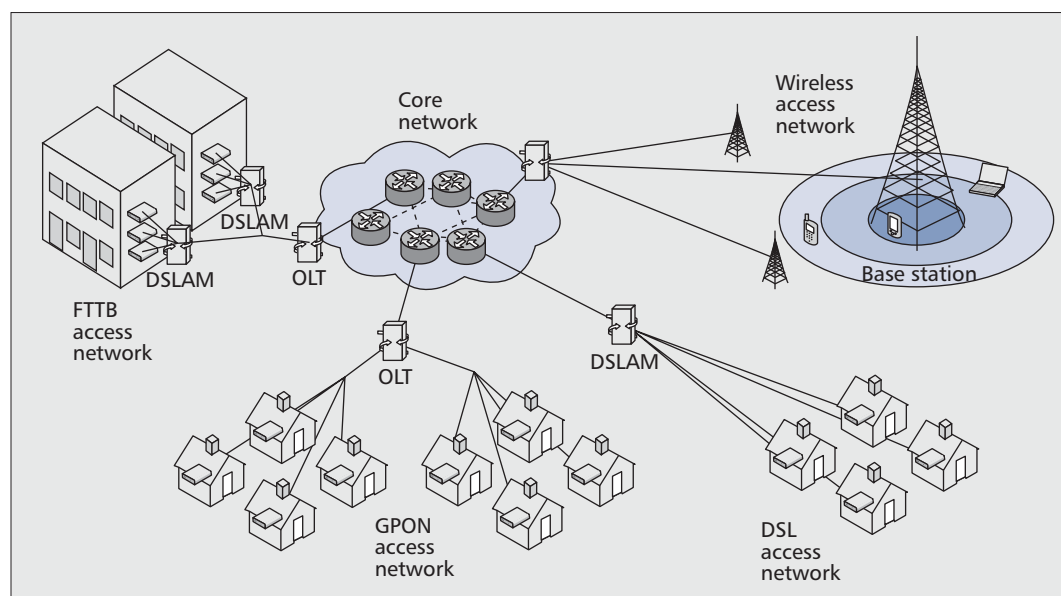 Core
network
Wireless
access
network
DSLAM
DSLAM
OLT
Base station
FTTB
access
network
OLT
DSLAM
GPON
access
network
DSL
access
network